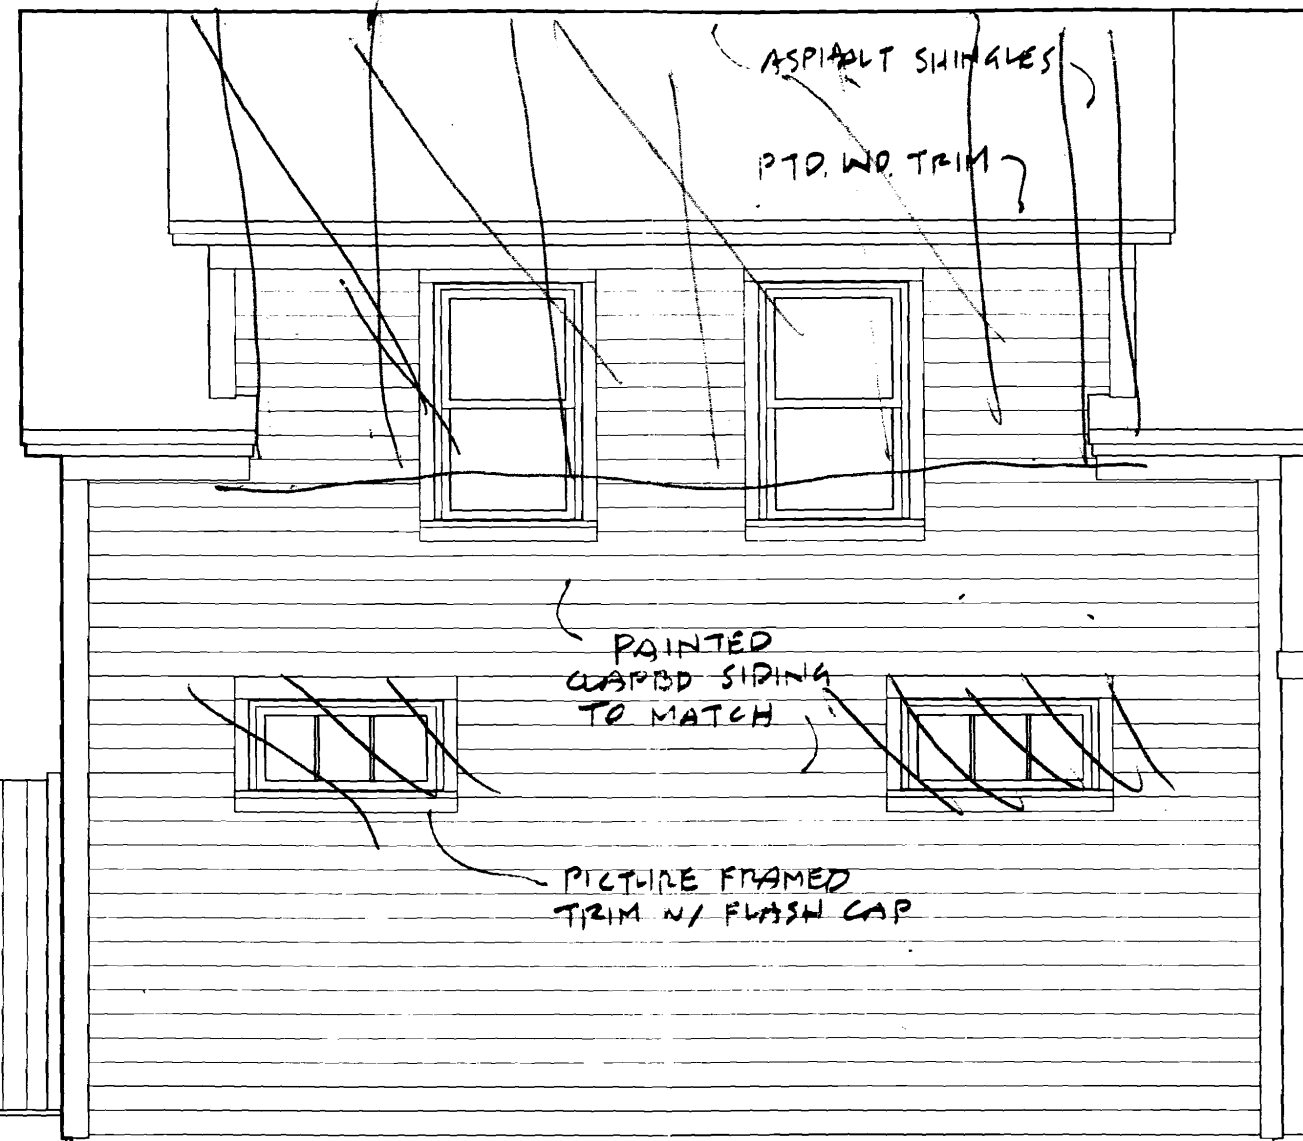 ASPHALT SHINGLES
PTD. WD. TRIM
PAINTED
CLAPBD SIDING
TO MATCH
PICTURE FRAMED
TRIM W/ FLASH CAP